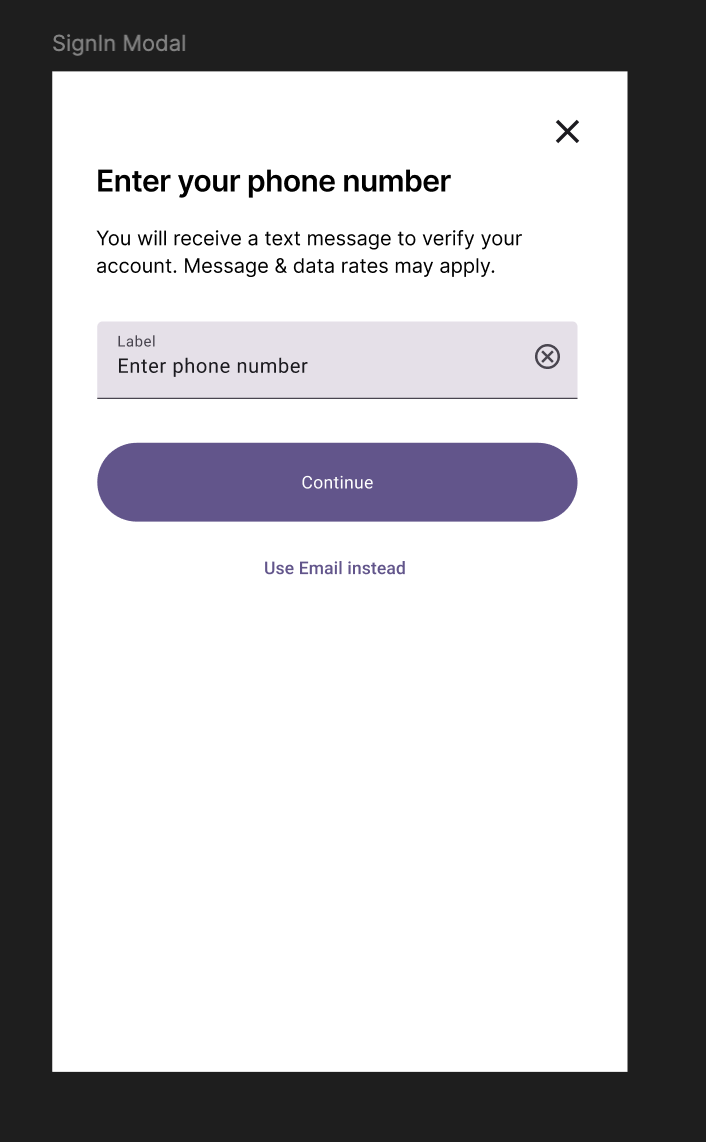 SignIn Modal
Enter your phone number
You will receive a text message to verify your
account. Message & data rates may apply.
Label
Enter phone number
Continue
Use Email instead